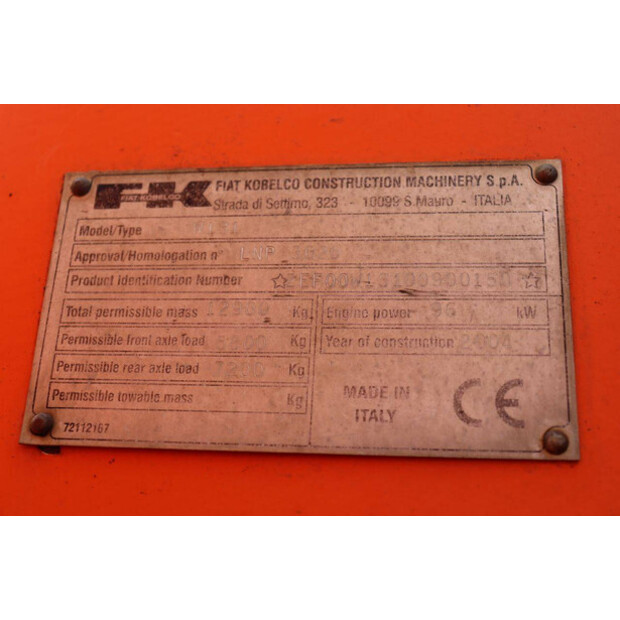 FIAT-KOBELCO FIAT KOBELCO CONSTRUCTION MACHINERY S.p.A.
Strada di Settimo, 323 - 10099 S.Mauro - ITALIA
Model/Type
Approval/Homologation n°
Product Identification Number
Total permissible mass Kg
Permissible front axle load Kg
Permissible rear axle load Kg
Permissible towable mass Kg
72112167
Engine power 96 kW
Year of construction 2004
MADE IN
ITALY
CE